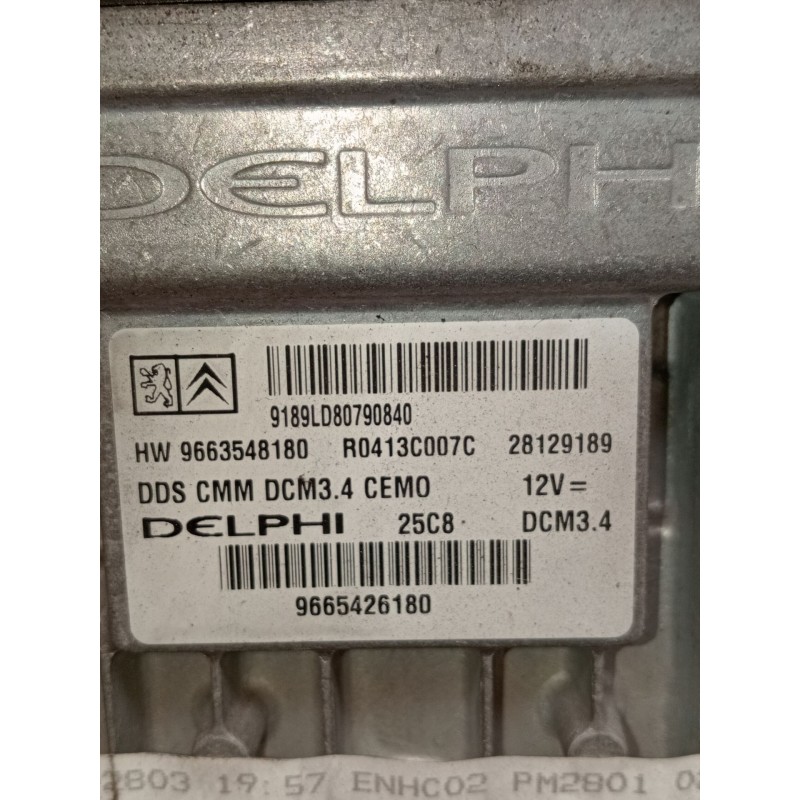 DELPH
9189LD80790840
HW 9663548180 R0413C007C 28129189
DDS CMM DCM3.4 CEMO 12V=
DELPHI 25C8 DCM3.4
9665426180
2803 19:57 ENHC02 PM2801